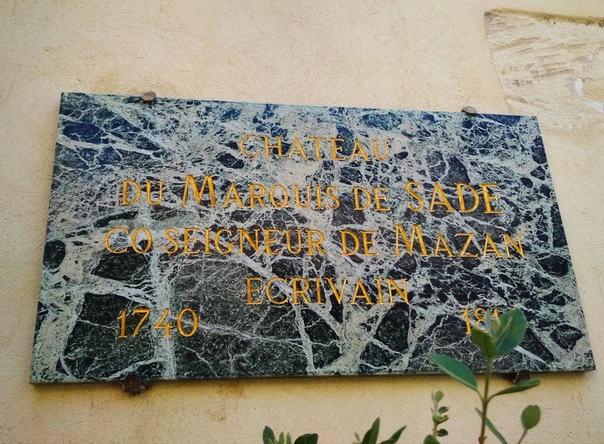 CHATEAU
DU MARQUIS DE SADE
CO-SEIGNEUR DE MAZAN
ECRIVAIN
1740